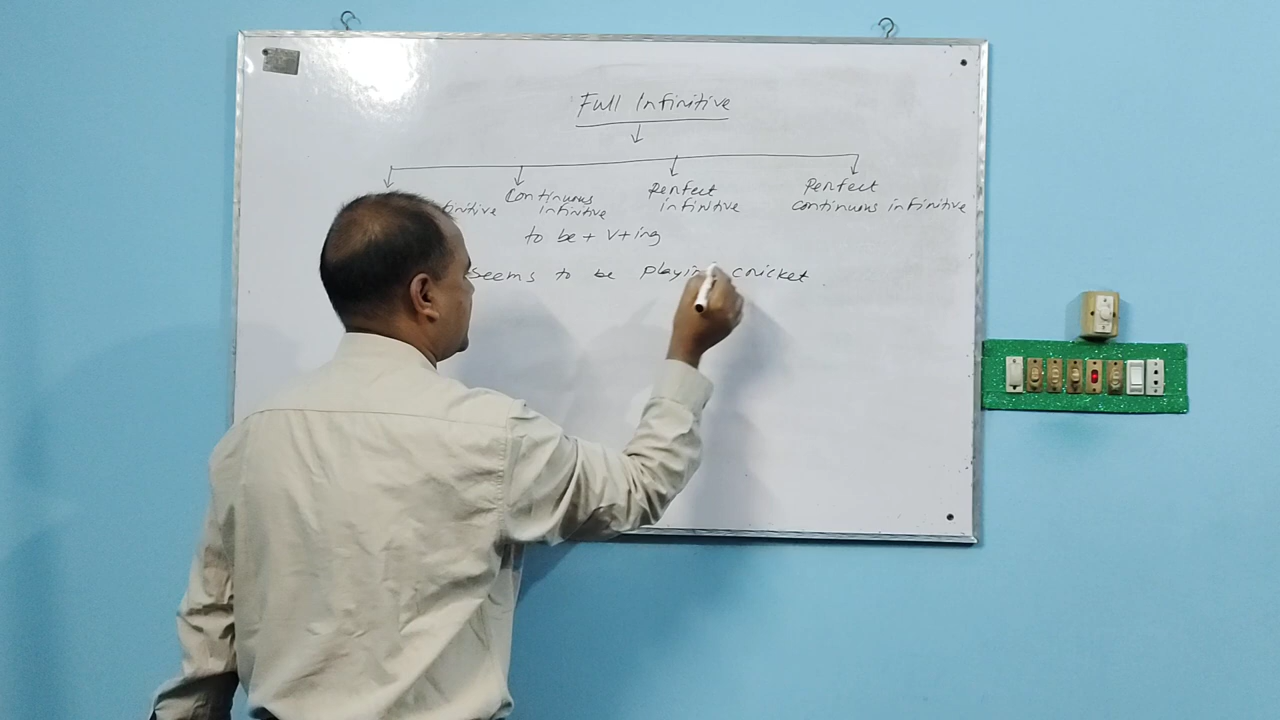 Full Infinitive
Continuous Perfect Perfect
infinitive infinitive continuous infinitive
to be + V+ing
seems to be playing cricket